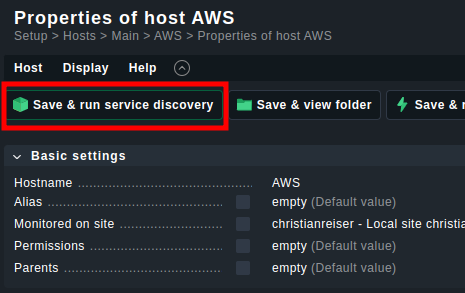 Properties of host AWS
Setup > Hosts > Main > AWS > Properties of host AWS
Host Display Help
Save & run service discovery Save & view folder Save &
Basic settings
Hostname AWS
Alias empty (Default value)
Monitored on site christianreiser - Local site christia
Permissions empty (Default value)
Parents empty (Default value)